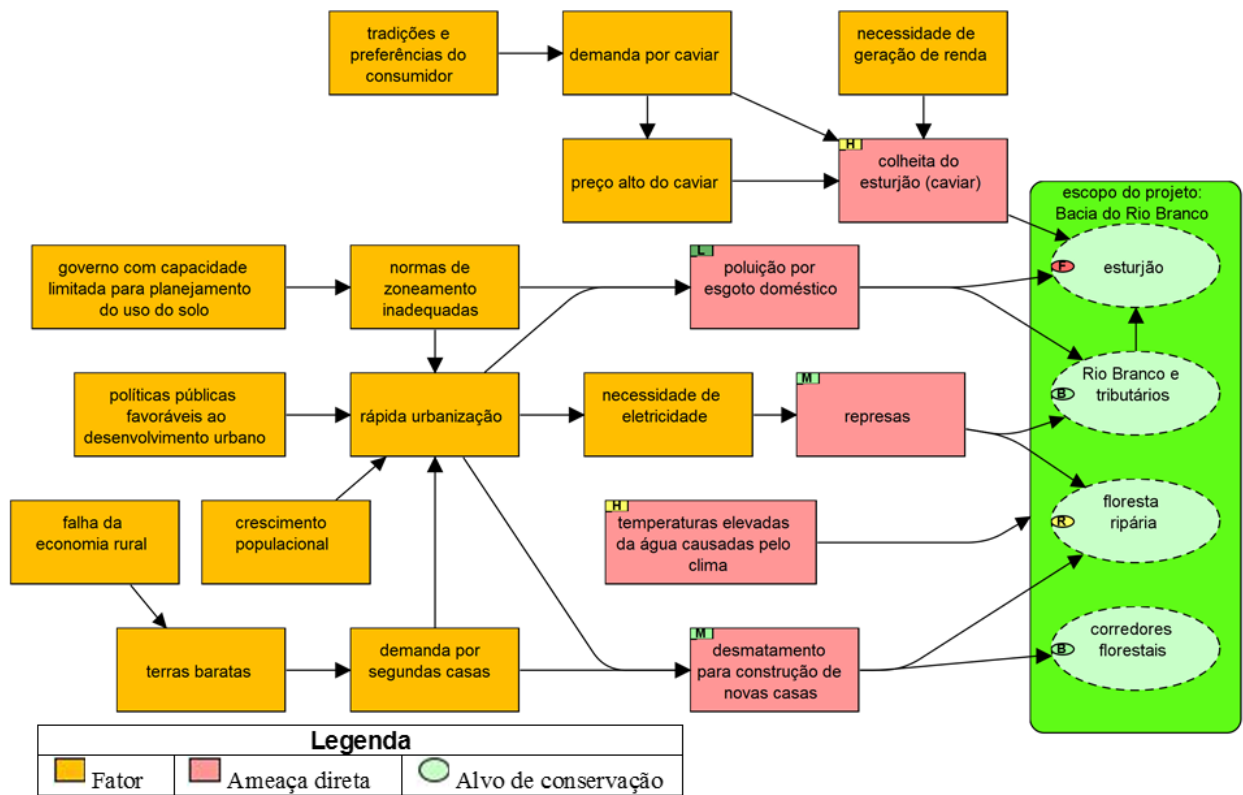 tradições e
preferências do
consumidor
demanda por caviar
necessidade de
geração de renda
preço alto do caviar
H
colheita do
esturjão (caviar)
escopo do projeto:
Bacia do Rio Branco
governo com capacidade
limitada para planejamento
do uso do solo
normas de
zoneamento
inadequadas
L
poluição por
esgoto doméstico
F
esturjão
políticas públicas
favoráveis ao
desenvolvimento urbano
rápida urbanização
necessidade de
eletricidade
M
represas
Rio Branco e
B
tributários
falha da
economia rural
crescimento
populacional
H
temperaturas elevadas
da água causadas pelo
clima
floresta
R
ripária
terras baratas
demanda por
segundas casas
M
desmatamento
para construção de
novas casas
corredores
B
florestais
Legenda
Fator
Ameaça direta
Alvo de conservação